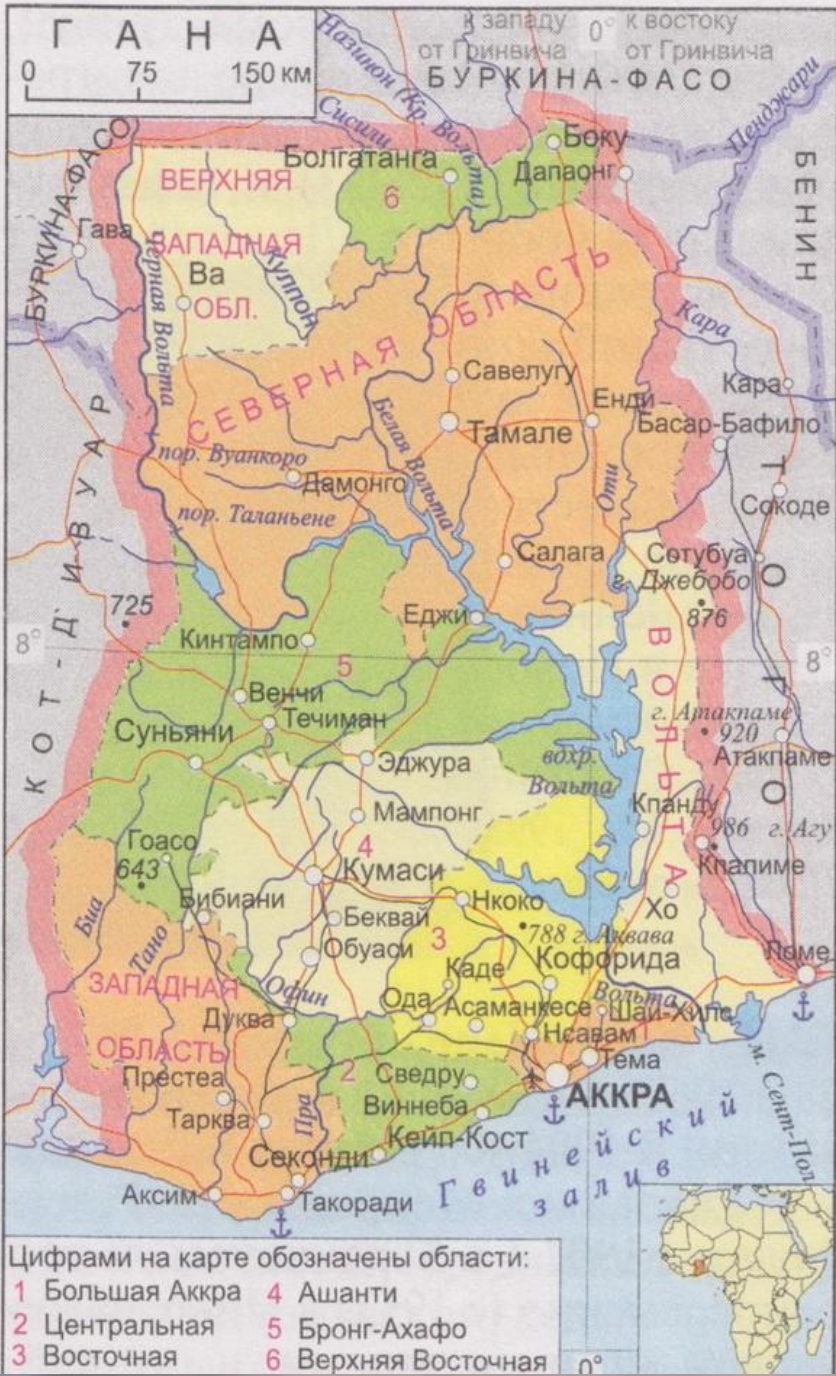 ГАНА
0 75 150 км
к западу от Гринвича
0°
к востоку от Гринвича
БУРКИНА-ФАСО
Назинон (Кр. Вольта)
Сисили
Пенджари
БЕНИН
БУРКИНА-ФАСО
Боку
Болгатанга
Дапаонг
ВЕРХНЯЯ
ЗАПАДНАЯ
ОБЛ.
6
Гава
Ва
Черная Вольта
Куппон
СЕВЕРНАЯ ОБЛАСТЬ
Кара
Савелугу
Кара
Енди
Тамале
Басар-Бафило
Белая Вольта
пор. Вуанкоро
Дамонго
Оти
Сокоде
пор. Таланьене
Салага
Сотубуа
г. Джебобо
876
ТОГО
КОТ-Д'ИВУАР
725
Еджи
8°
Кинтампо
5
8°
ВОЛЬТА
Венчи
Течиман
Суньяни
г. Атакпаме
920
Атакпаме
Эджура
вдхр.
Вольта
Мампонг
Кпанду
986 г. Агу
Гоасо
4
643
Кумаси
Кпалиме
Бибиани
Беквай
Нкоко
Хо
Биа
Тано
Обуаси
3
788 г. Аквава
Ломе
ЗАПАДНАЯ
ОБЛАСТЬ
Офин
Каде
Кофорида
Дуква
Ода
Асаманкесе
Вольта
Шай-Хилс
Нсавам
Тема
2
Престеа
Сведру
АККРА
м. Сент-Пол
Тарква
Пра
Виннеба
Кейп-Кост
Секонди
Гвинейский
залив
Аксим
Такоради
Цифрами на карте обозначены области:
1 Большая Аккра 4 Ашанти
2 Центральная 5 Бронг-Ахафо
3 Восточная 6 Верхняя Восточная
0°